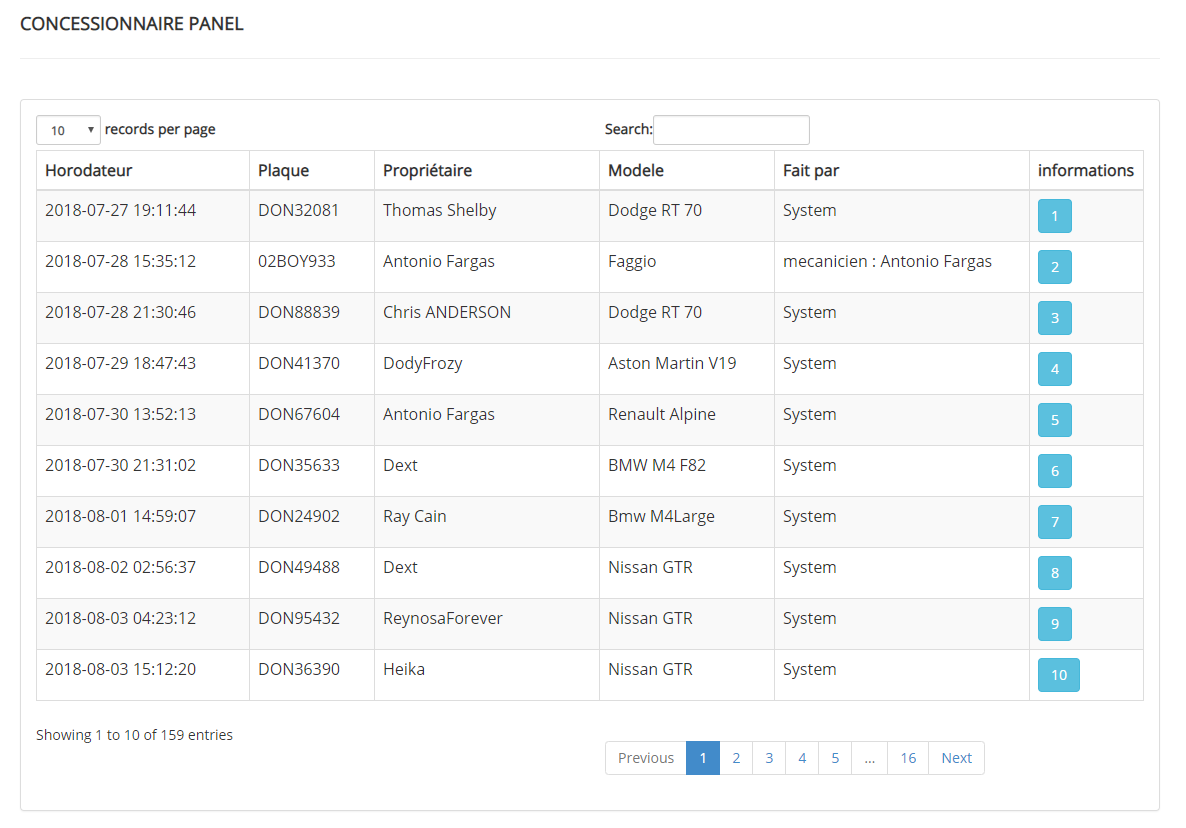 CONCESSIONNAIRE PANEL
10 records per page Search:
Horodateur Plaque Propriétaire Modele Fait par informations
2018-07-27 19:11:44 DON32081 Thomas Shelby Dodge RT 70 System 1
2018-07-28 15:35:12 02BOY933 Antonio Fargas Faggio mecanicien : Antonio Fargas 2
2018-07-28 21:30:46 DON88839 Chris ANDERSON Dodge RT 70 System 3
2018-07-29 18:47:43 DON41370 DodyFrozy Aston Martin V19 System 4
2018-07-30 13:52:13 DON67604 Antonio Fargas Renault Alpine System 5
2018-07-30 21:31:02 DON35633 Dext BMW M4 F82 System 6
2018-08-01 14:59:07 DON24902 Ray Cain Bmw M4Large System 7
2018-08-02 02:56:37 DON49488 Dext Nissan GTR System 8
2018-08-03 04:23:12 DON95432 ReynosaForever Nissan GTR System 9
2018-08-03 15:12:20 DON36390 Heika Nissan GTR System 10
Showing 1 to 10 of 159 entries
Previous 1 2 3 4 5 ... 16 Next